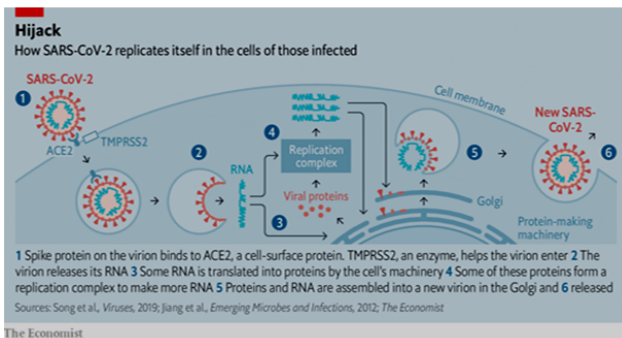 Hijack
How SARS-CoV-2 replicates itself in the cells of those infected
SARS-CoV-2
1
ACE2
TMPRSS2
2
RNA
3
4
Replication
complex
Viral proteins
Cell membrane
5
Golgi
Protein-making
machinery
New SARS-
CoV-2
6
1 Spike protein on the virion binds to ACE2, a cell-surface protein. TMPRSS2, an enzyme, helps the virion enter 2 The
virion releases its RNA 3 Some RNA is translated into proteins by the cell's machinery 4 Some of these proteins form a
replication complex to make more RNA 5 Proteins and RNA are assembled into a new virion in the Golgi and 6 released
Sources: Song et al., Viruses, 2019; Jiang et al., Emerging Microbes and Infections, 2012; The Economist
The Economist